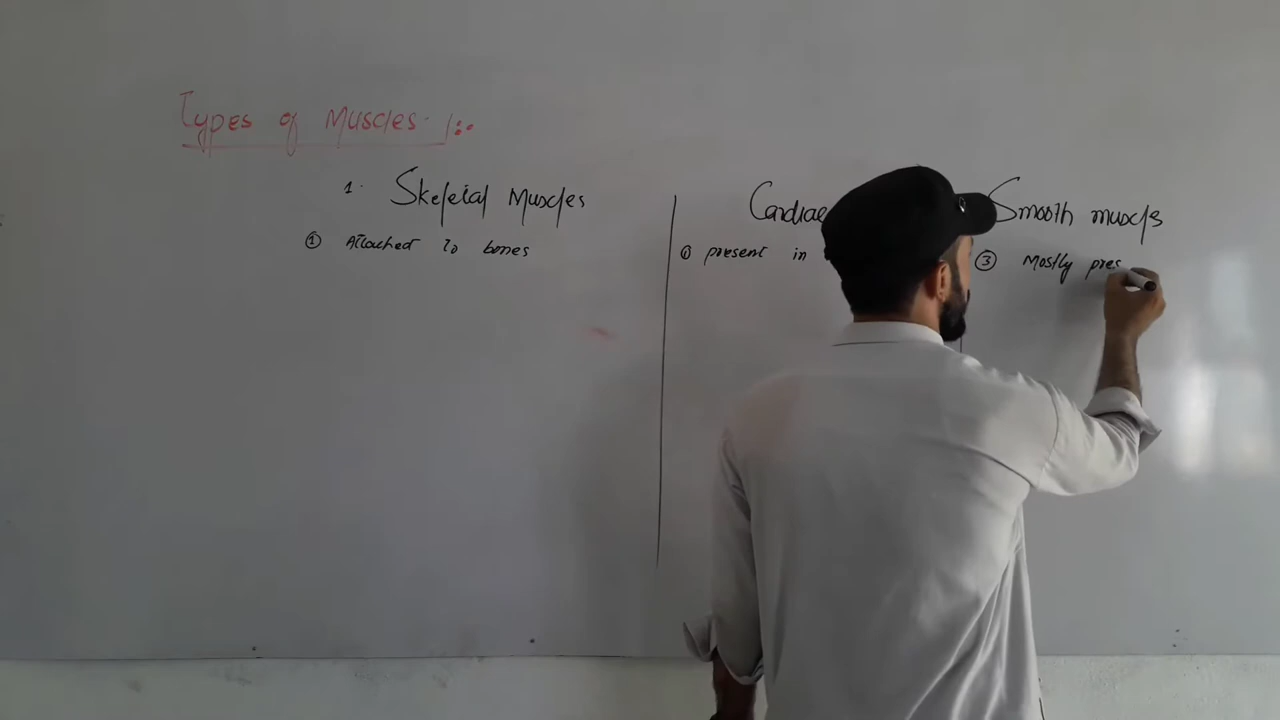 Types of Muscles :
1. Skeletal Muscles
① Attached to bones
Cardiac
① present in
Smooth muscles
③ Mostly pres